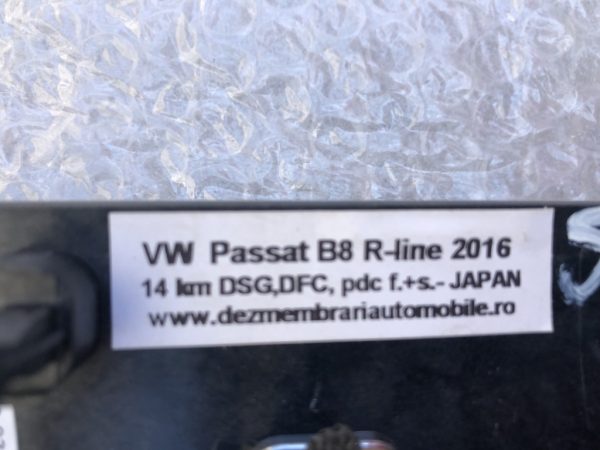 VW Passat B8 R-line 2016
14 km DSG,DFC, pdc f.+s.- JAPAN
www.dezmembrariautomobile.ro